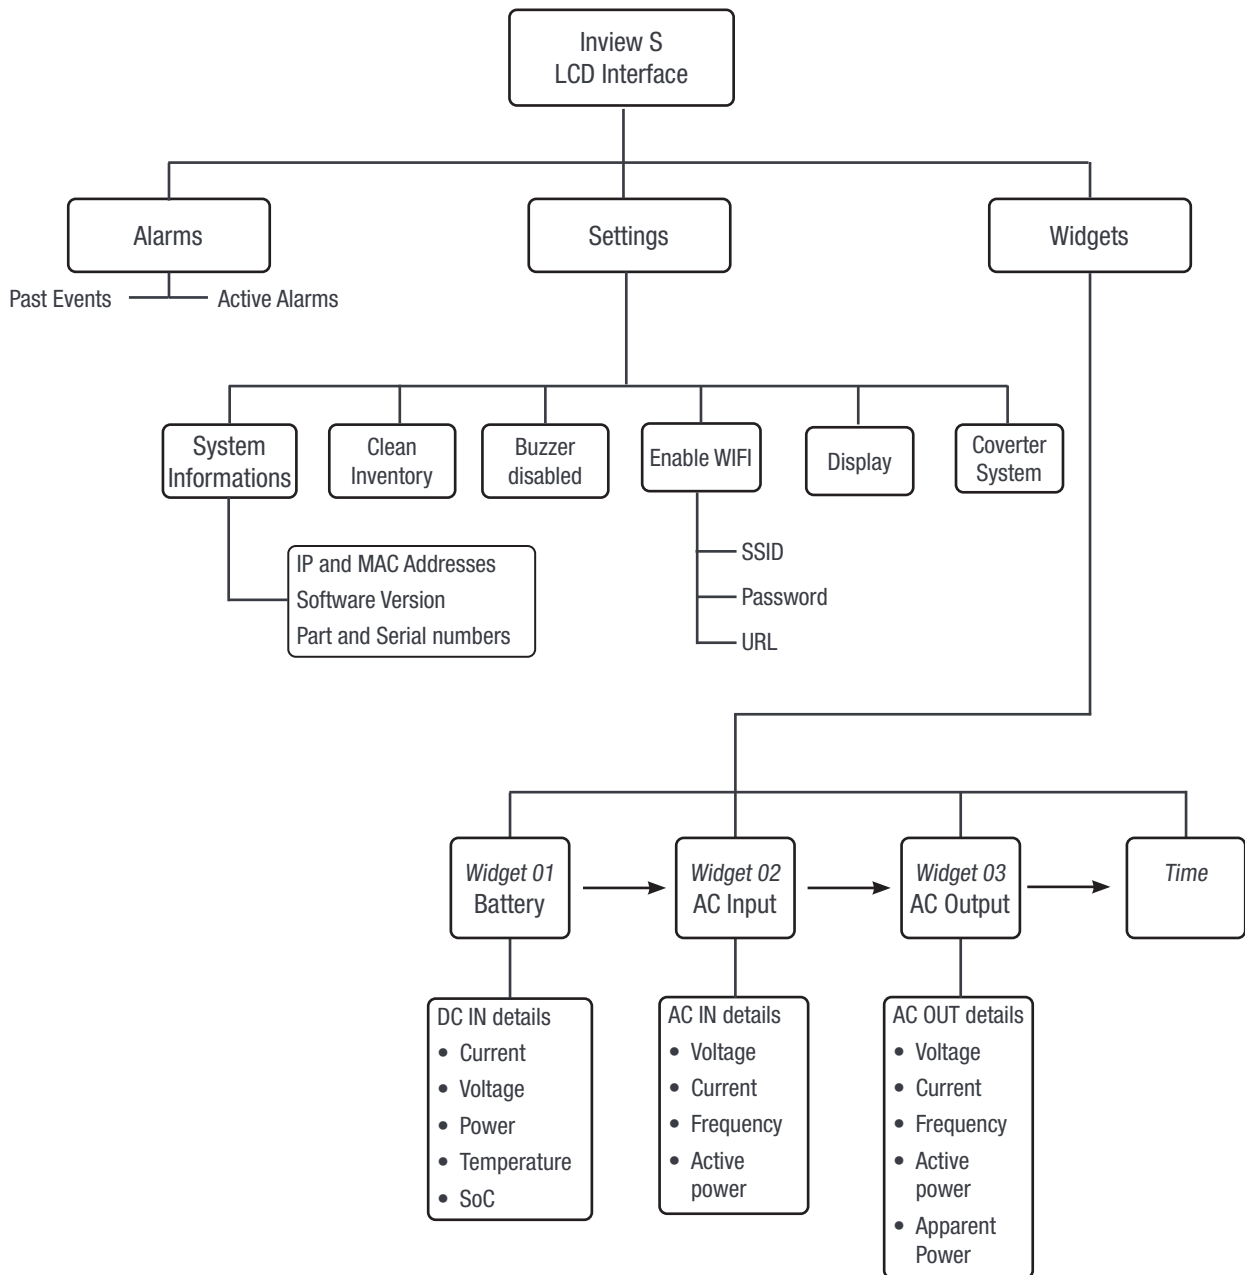 Inview S
LCD Interface
Alarms
Settings
Widgets
Past Events
Active Alarms
System
Informations
Clean
Inventory
Buzzer
disabled
Enable WIFI
Display
Coverter
System
IP and MAC Addresses
Software Version
Part and Serial numbers
SSID
Password
URL
Widget 01
Battery
Widget 02
AC Input
Widget 03
AC Output
Time
DC IN details
• Current
• Voltage
• Power
• Temperature
• SoC
AC IN details
• Voltage
• Current
• Frequency
• Active
power
AC OUT details
• Voltage
• Current
• Frequency
• Active
power
• Apparent
Power